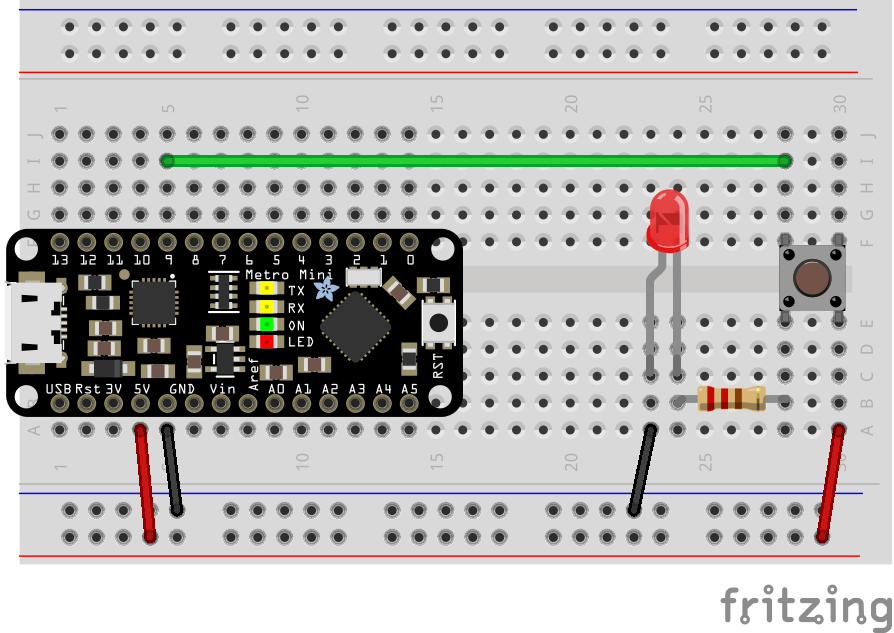 1 5 10 15 20 25 30
J J
I I
H H
G G
F F
13 12 11 10 9 8 7 6 5 4 3 2 1 0
Metro Mini
TX
RX
ON
LED
E
D
C
B
A A
RST
Aref
USB Rst 3V 5V GND Vin A0 A1 A2 A3 A4 A5
1 10 15 20 25 30
fritzing